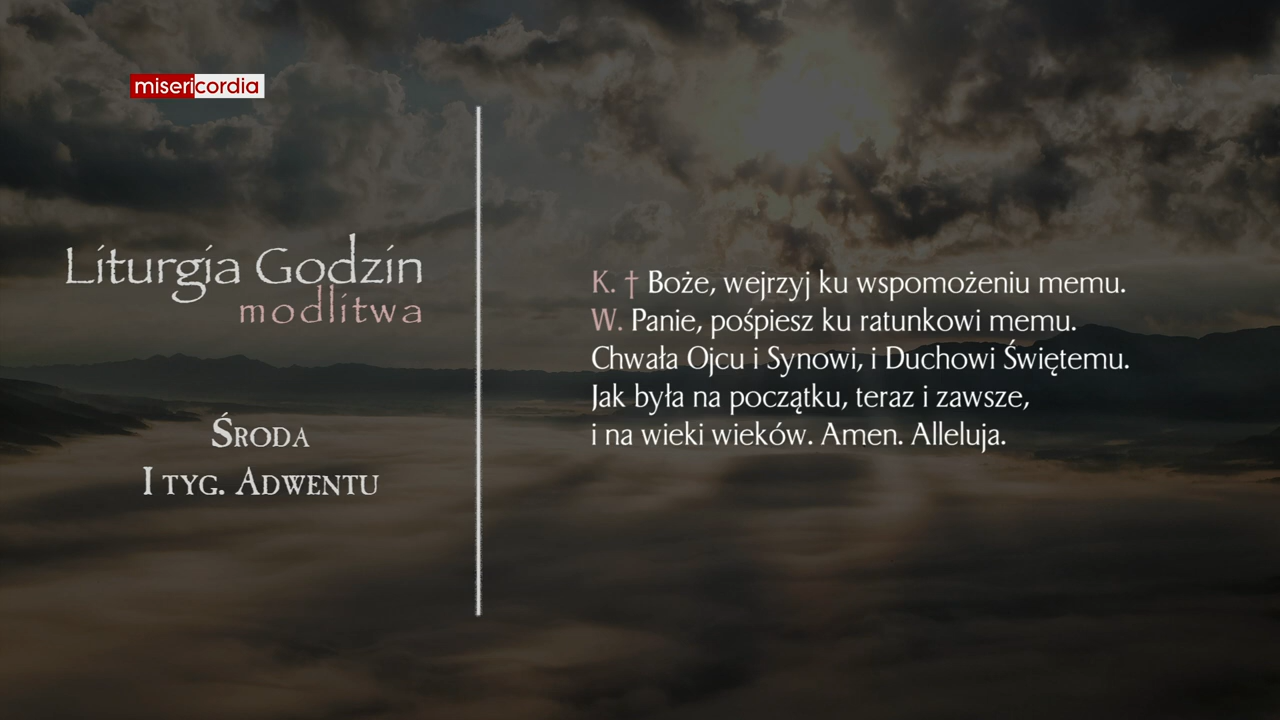 misericordia
Liturgia Godzin
modlitwa
Środa
I tyg. Adwentu
K. † Boże, wejrzyj ku wspomożeniu memu.
W. Panie, pośpiesz ku ratunkowi memu.
Chwała Ojcu i Synowi, i Duchowi Świętemu.
Jak była na początku, teraz i zawsze,
i na wieki wieków. Amen. Alleluja.